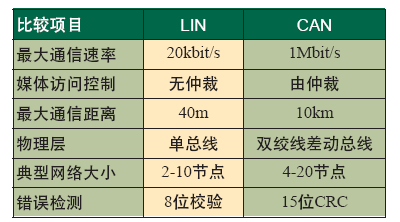 比较项目 LIN CAN
最大通信速率 20kbit/s 1Mbit/s
媒体访问控制 无仲裁 由仲裁
最大通信距离 40m 10km
物理层 单总线 双绞线差动总线
典型网络大小 2-10节点 4-20节点
错误检测 8位校验 15位CRC